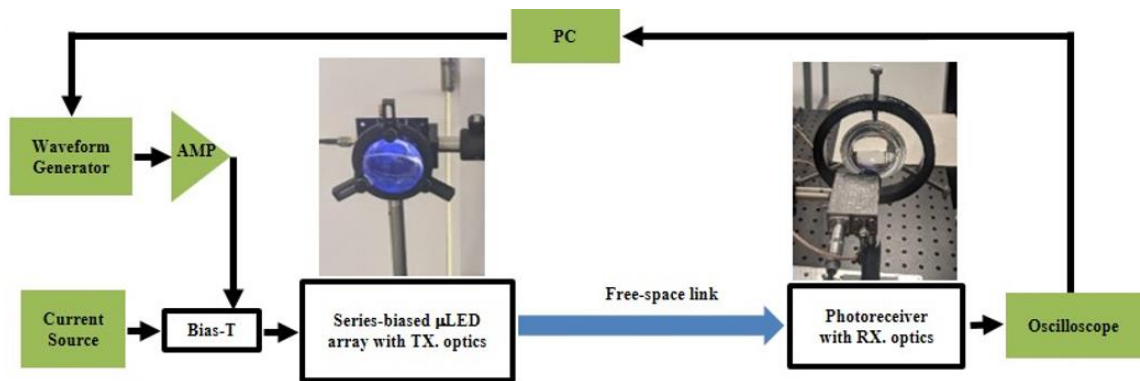 PC
Waveform
Generator
AMP
Current
Source
Bias-T
Series-biased µLED
array with TX. optics
Free-space link
Photoreceiver
with RX. optics
Oscilloscope